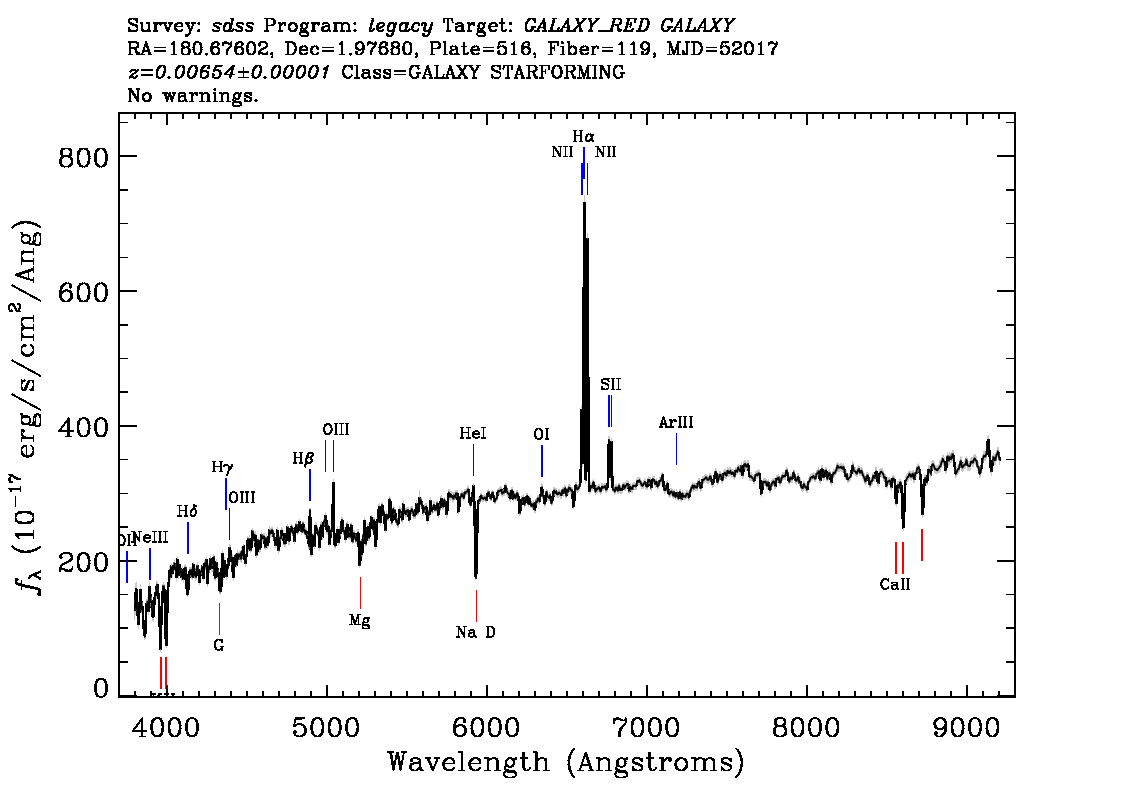 Survey: sdss Program: legacy Target: GALAXY_RED GALAXY
RA=180.67602, Dec=1.97680, Plate=516, Fiber=119, MJD=52017
z=0.00654±0.00001 Class=GALAXY STARFORMING
No warnings.
Hα
NII NII
800
600
SII
400
ArIII
OIII
HeI
OI
Hβ
Hγ
OIII
Hδ
OII NeIII
200
CaII
Mg
Na D
G
0
4000 5000 6000 7000 8000 9000
Wavelength (Angstroms)
f_λ (10⁻¹⁷ erg/s/cm²/Ang)